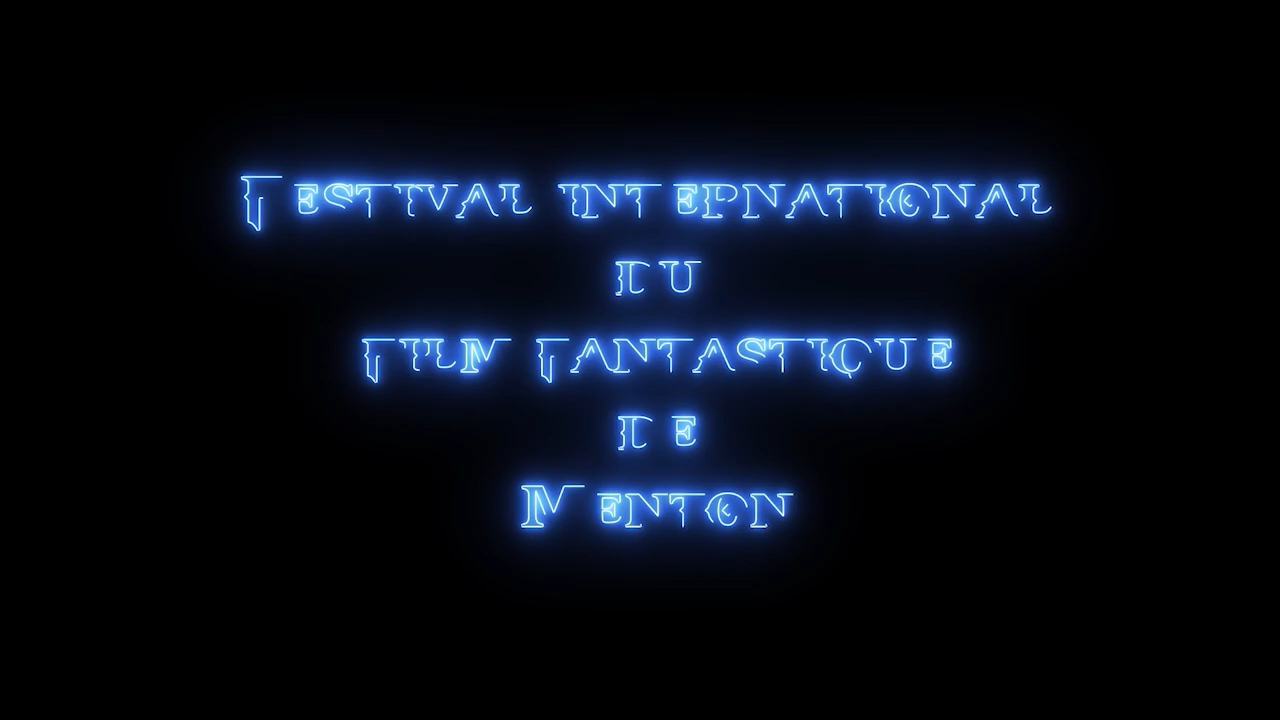 Festival international
du
Film Fantastique
de
Menton